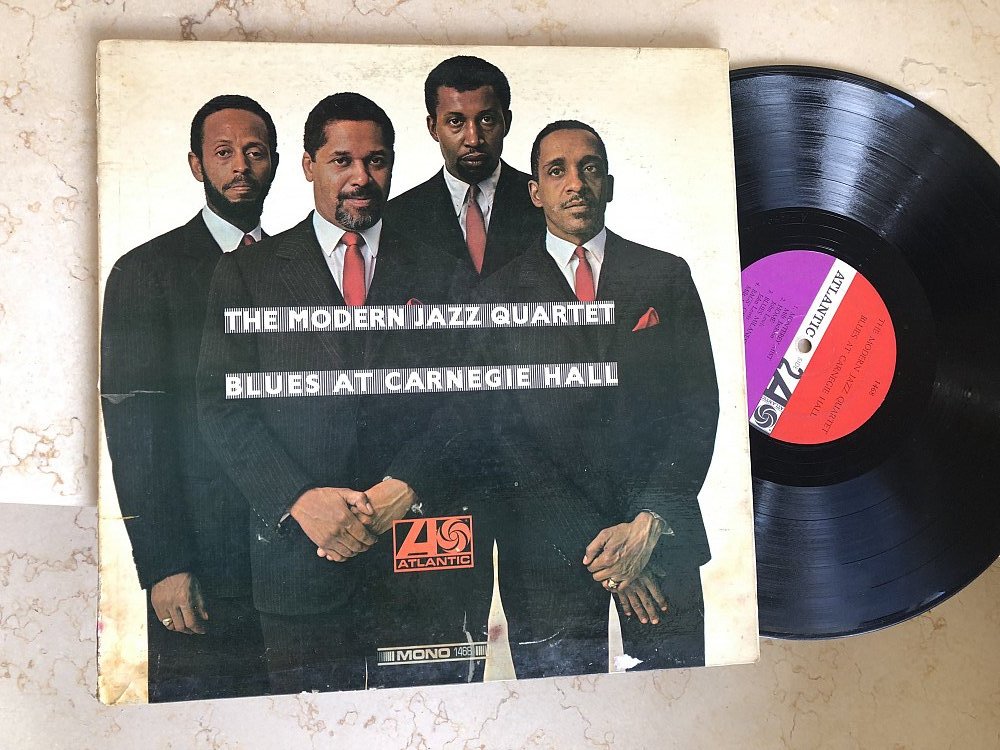 THE MODERN JAZZ QUARTET
BLUES AT CARNEGIE HALL
ATLANTIC
MONO 1468
ATLANTIC
THE MODERN JAZZ QUARTET
BLUES AT CARNEGIE HALL
1468